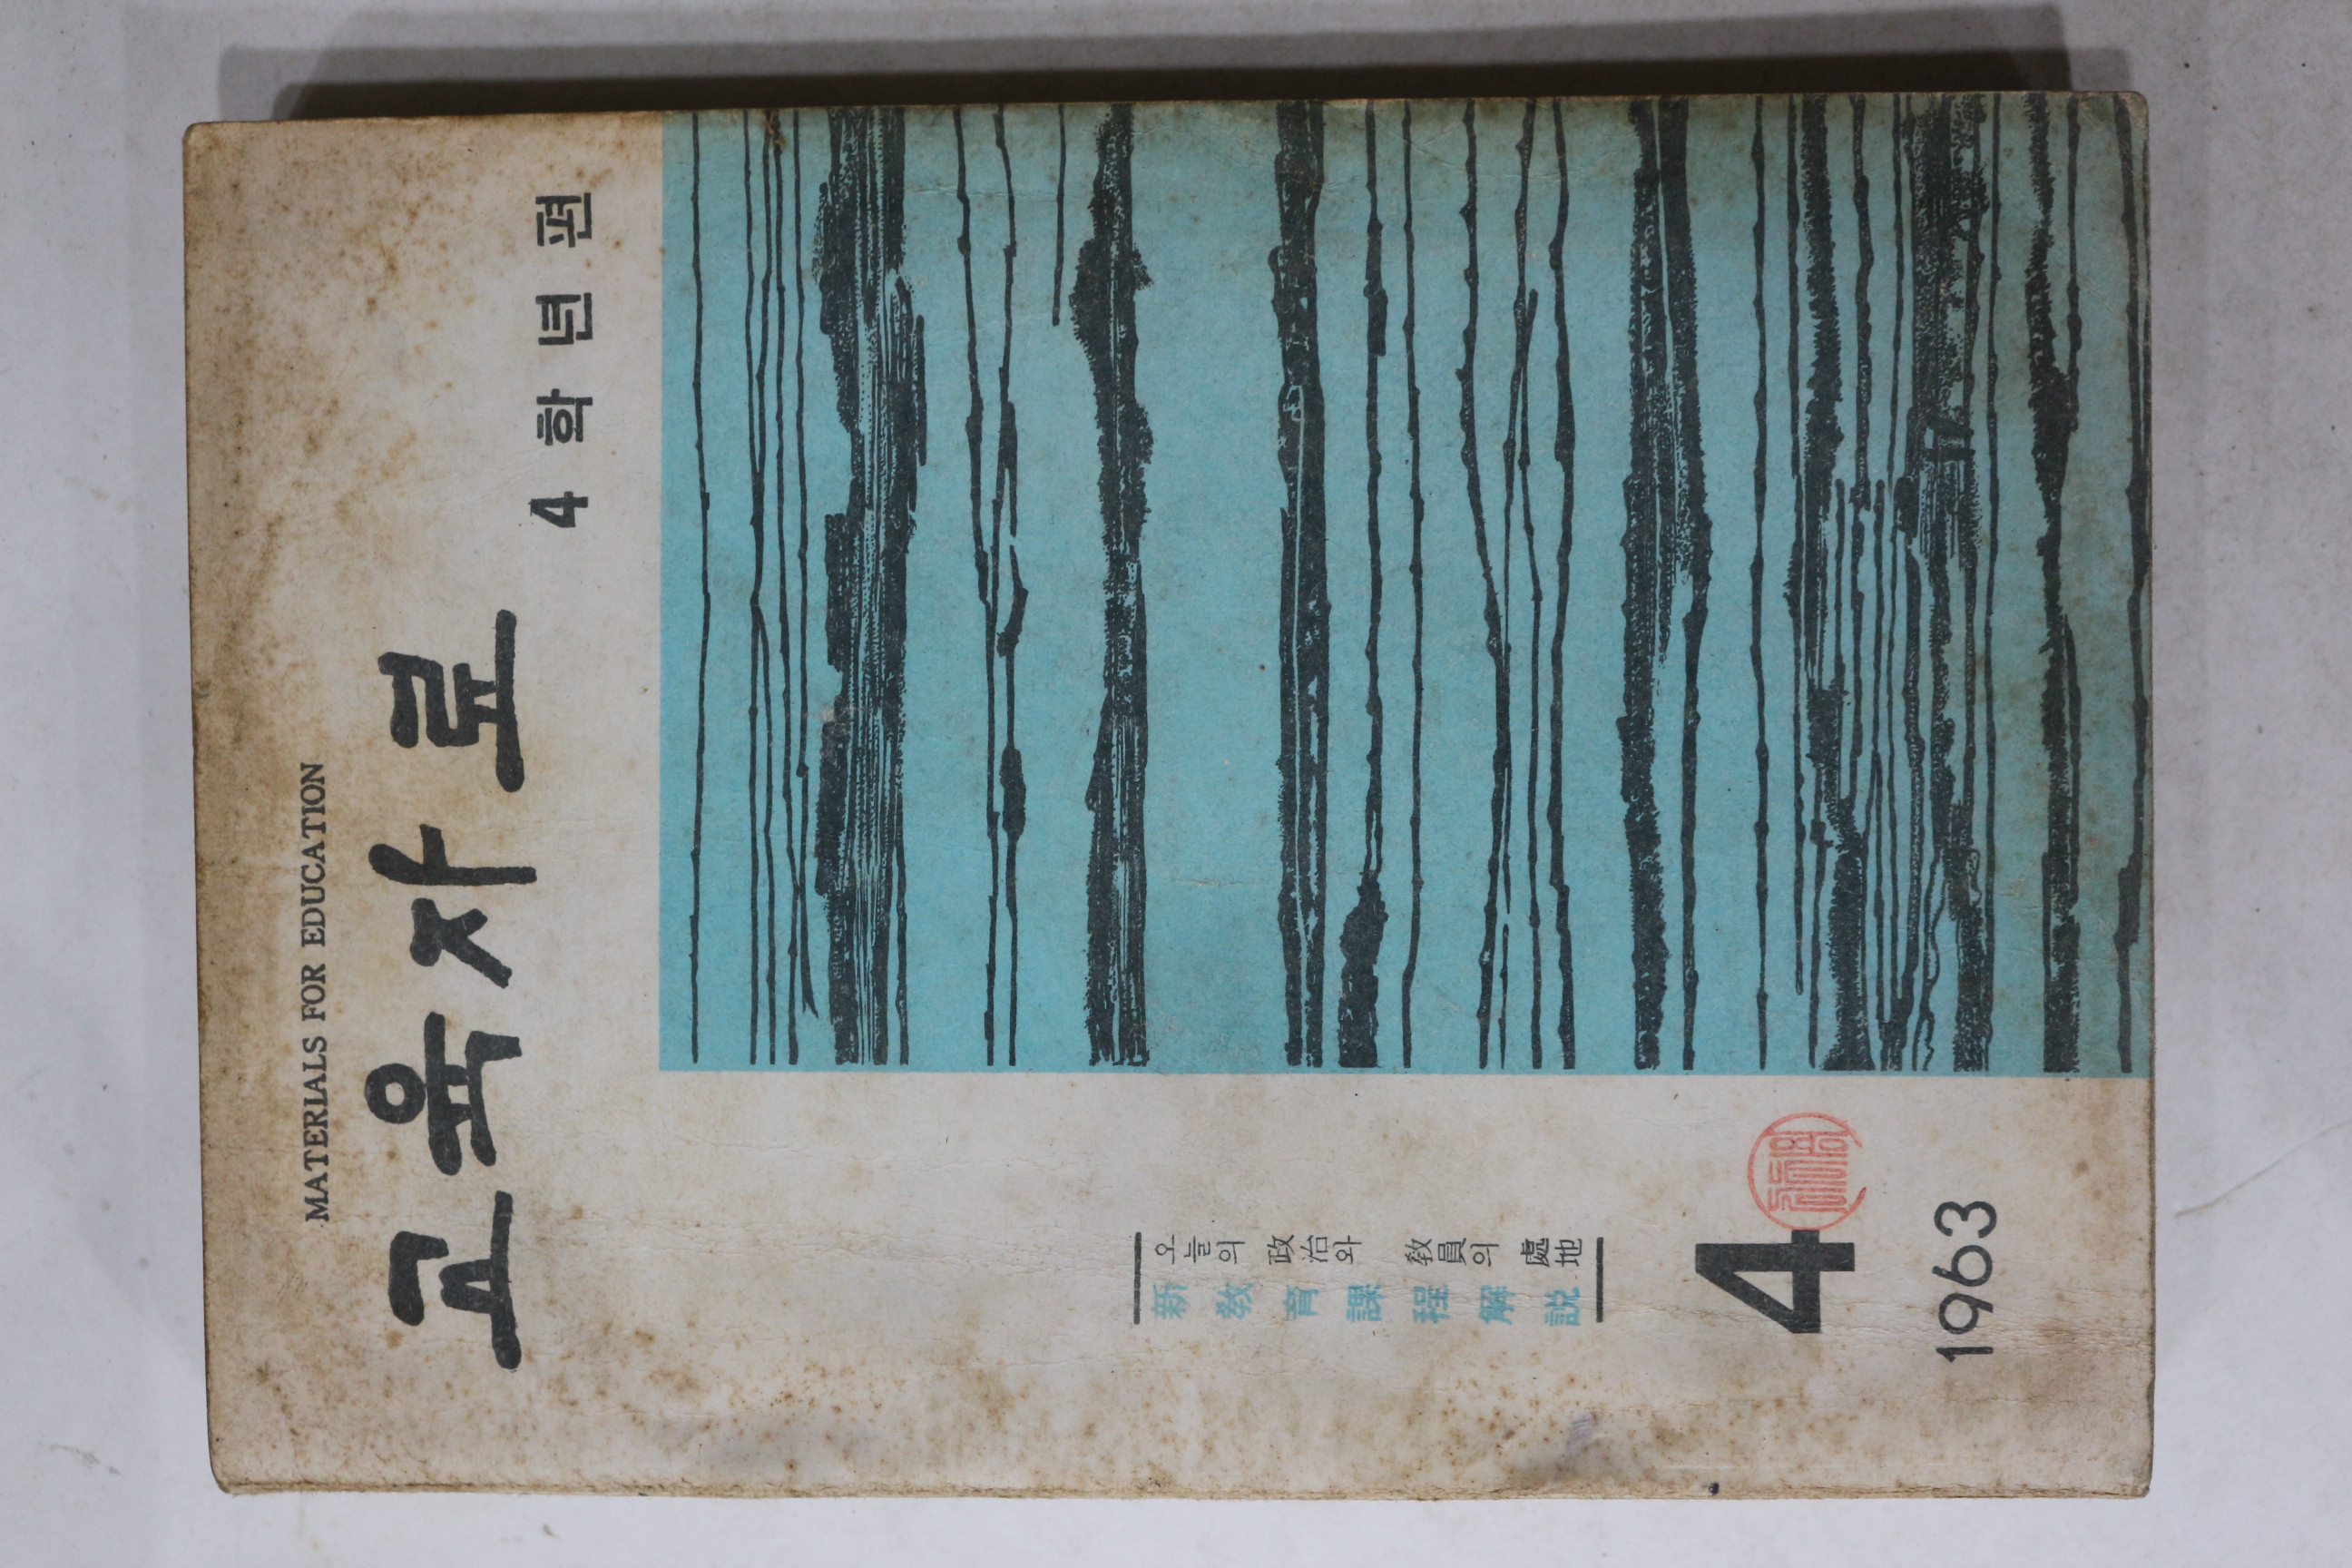 MATERIALS FOR EDUCATION
교육자료
4 학 년 편
오늘의 政治와 敎員의 處地
新敎育課程解説
4
1963